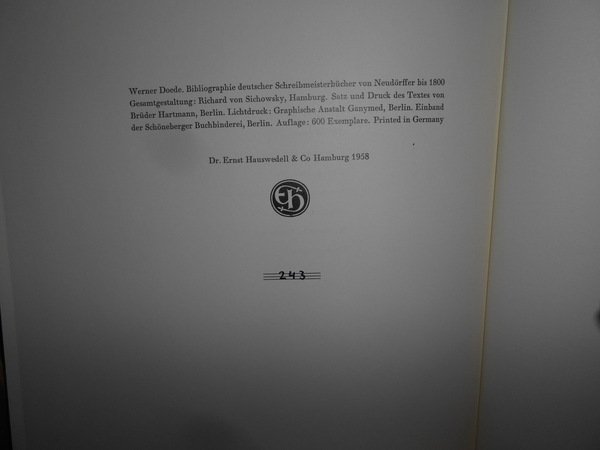 Werner Doede. Bibliographie deutscher Schreibmeisterbücher von Neudörffer bis 1800
Gesamtgestaltung: Richard von Sichowsky, Hamburg. Satz und Druck des Textes von
Brüder Hartmann, Berlin. Lichtdruck: Graphische Anstalt Ganymed, Berlin. Einband
der Schöneberger Buchbinderei, Berlin. Auflage: 600 Exemplare. Printed in Germany
Dr. Ernst Hauswedell & Co Hamburg 1958
Eh
243